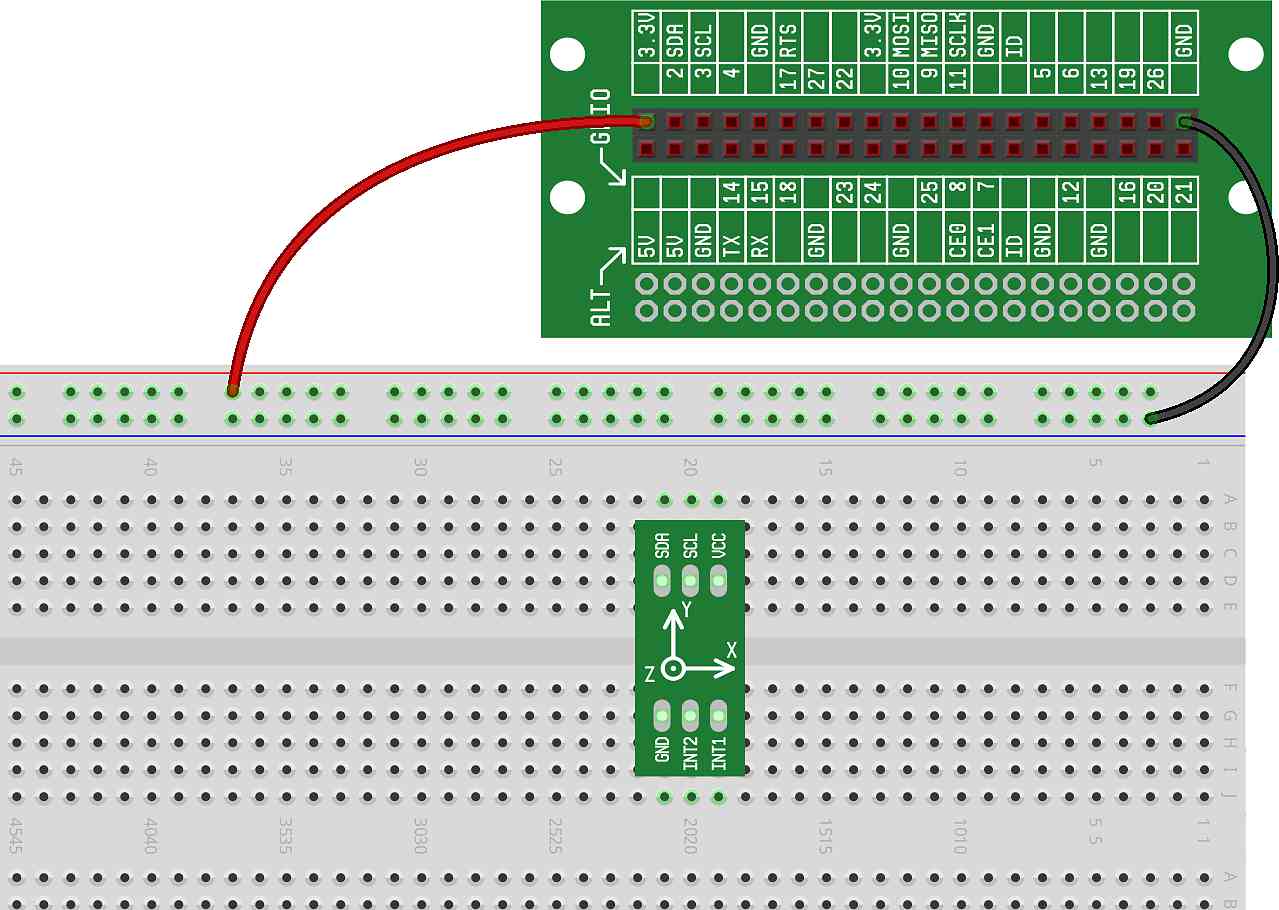 3.3V SDA SCL GND RTS 3.3V MOSI MISO SCLK GND ID GND
2 3 4 17 27 22 10 9 11 5 6 13 19 26
GPIO
14 15 18 23 24 25 8 7 12 16 20 21
5V 5V GND TX RX GND GND CE0 CE1 ID GND GND
ALT
45 40 35 30 25 20 15 10 5 1
A
B
C
D
E
SDA SCL VCC
Y
X
Z
GND INT2 INT1
F
G
H
I
J
4545 4040 3535 3030 2525 2020 1515 1010 5 5 1 1
A
B